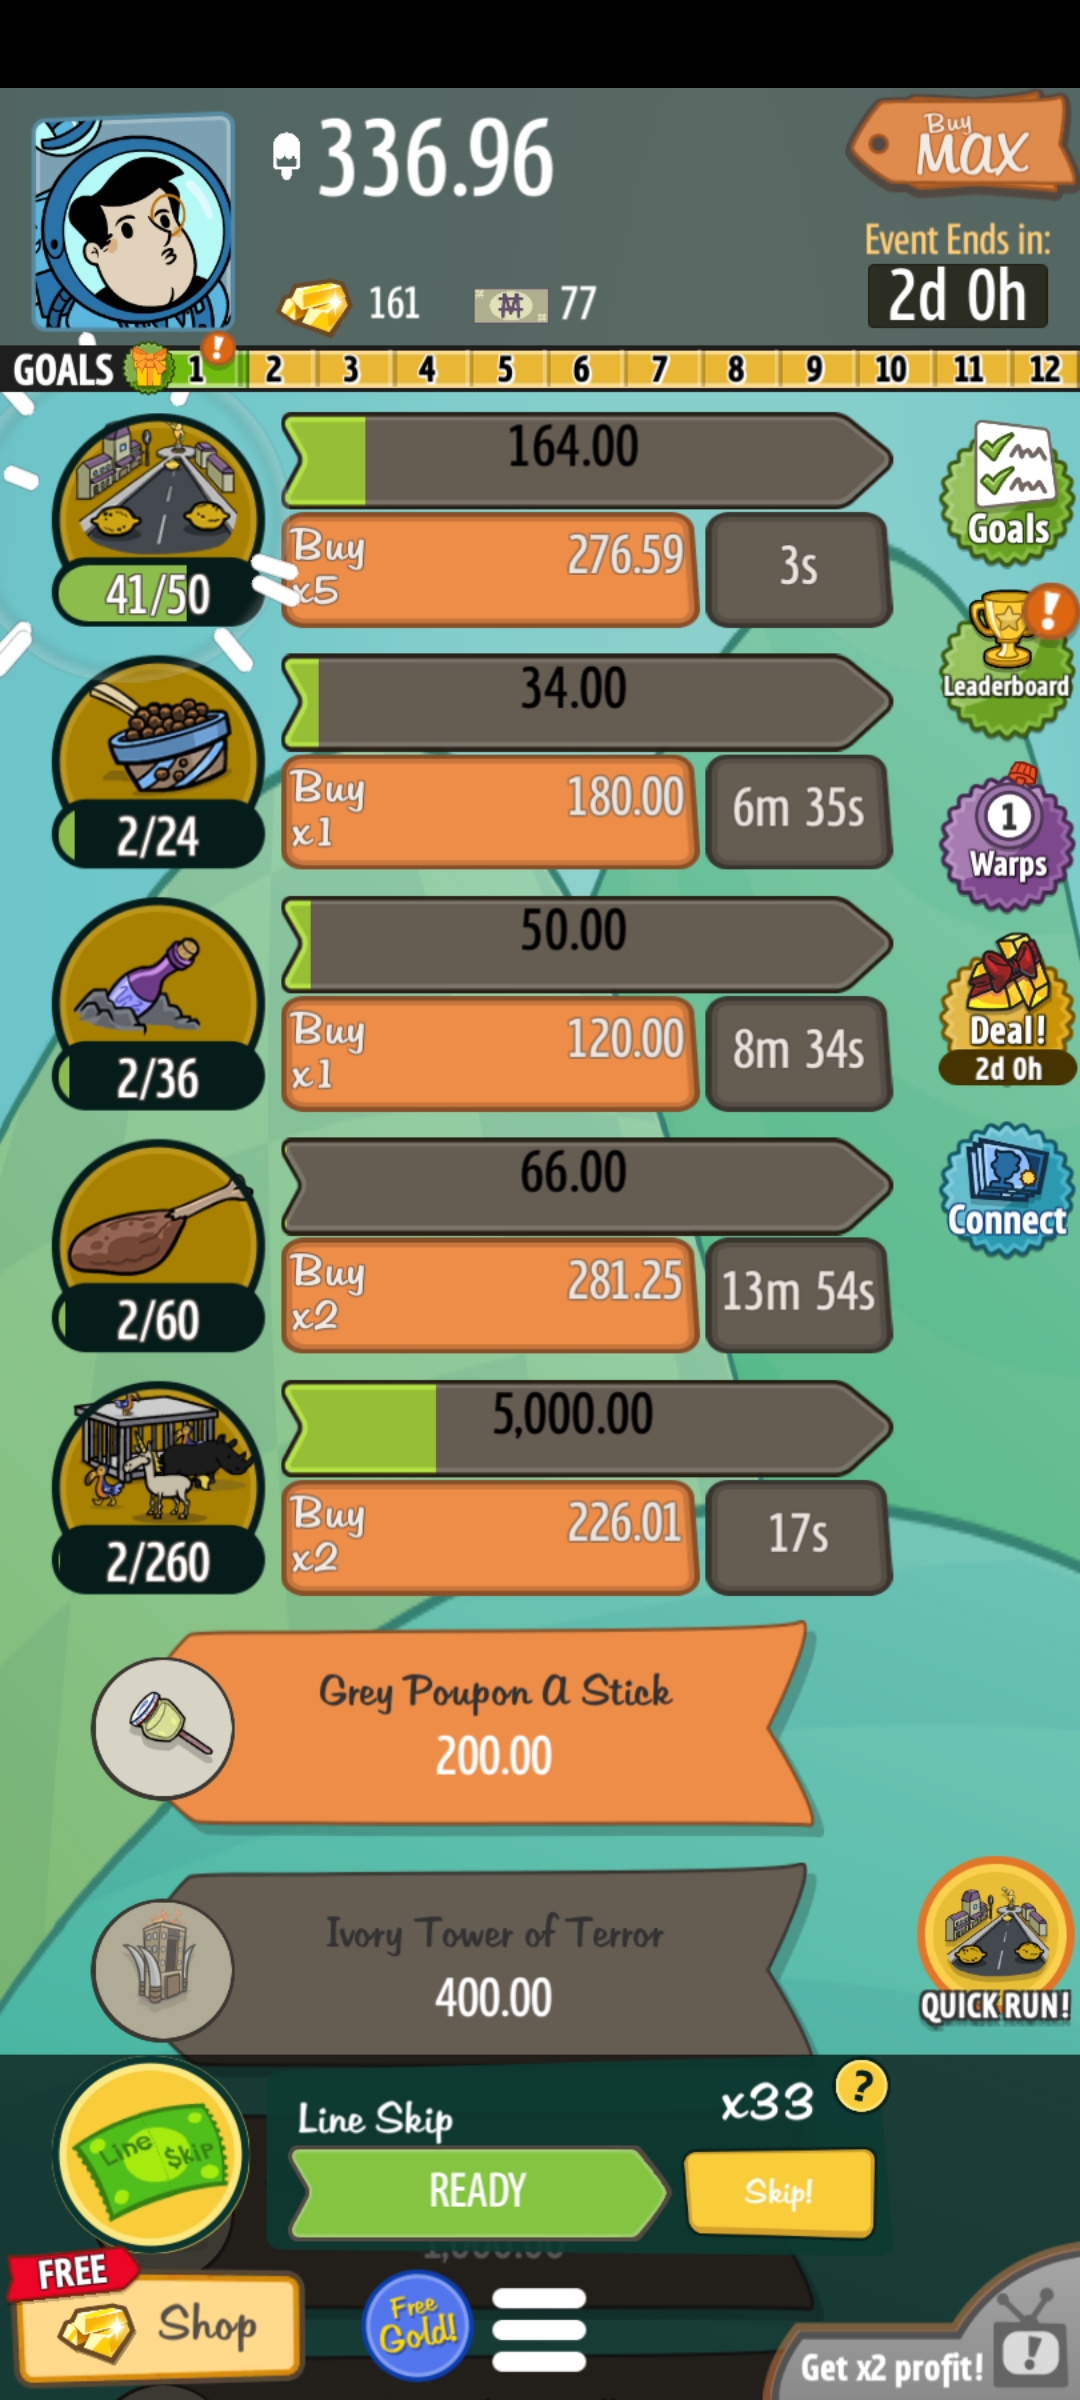 336.96
Buy
MAX
161
77
Event Ends in:
2d 0h
GOALS 1 ! 2 3 4 5 6 7 8 9 10 11 12
164.00
Buy
x5
276.59
3s
41/50
Goals
34.00
Buy
x1
180.00
6m 35s
2/24
!
Leaderboard
50.00
Buy
x1
120.00
8m 34s
2/36
1
Warps
66.00
Buy
x2
281.25
13m 54s
2/60
Deal!
2d 0h
5,000.00
Buy
x2
226.01
17s
2/260
Connect
Grey Poupon A Stick
200.00
Ivory Tower of Terror
400.00
QUICK RUN!
Line $kip
Line Skip
x33
?
READY
Skip!
1,000.00
FREE
Shop
Free
Gold!
Get x2 profit!
!